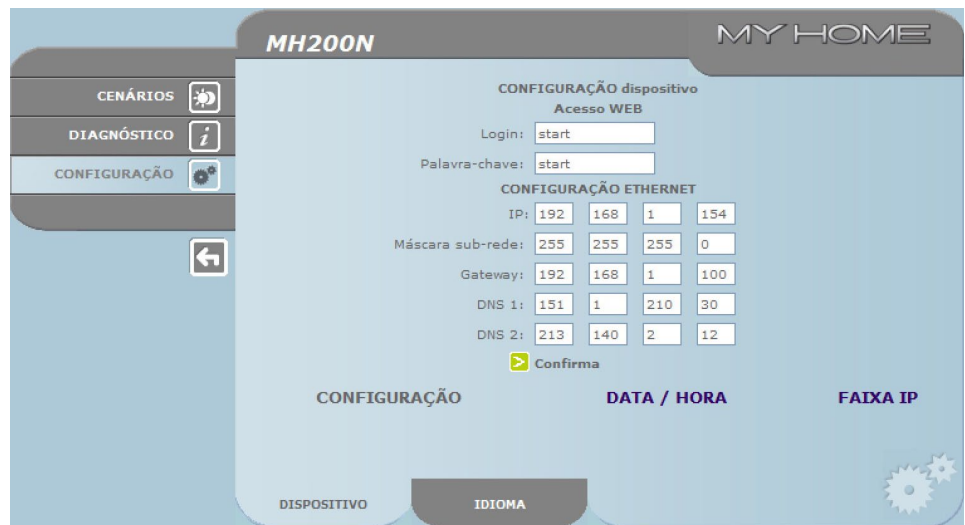 MH200N
MY HOME
CENÁRIOS
DIAGNÓSTICO
CONFIGURAÇÃO
CONFIGURAÇÃO dispositivo
Acesso WEB
Login: start
Palavra-chave: start
CONFIGURAÇÃO ETHERNET
IP: 192 168 1 154
Máscara sub-rede: 255 255 255 0
Gateway: 192 168 1 100
DNS 1: 151 1 210 30
DNS 2: 213 140 2 12
> Confirma
CONFIGURAÇÃO DATA / HORA FAIXA IP
DISPOSITIVO IDIOMA